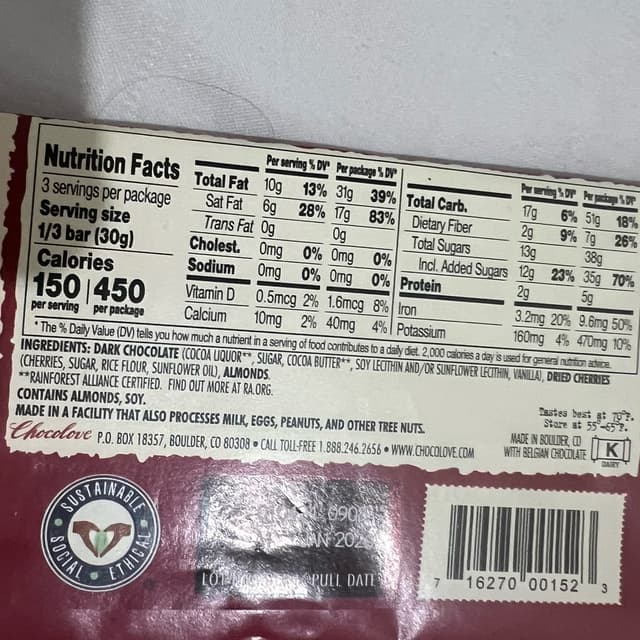 Nutrition Facts
3 servings per package
Serving size
1/3 bar (30g)
Calories
150 | 450
per serving per package
Per serving % DV* Per package % DV*
Total Fat 10g 13% 31g 39%
Sat Fat 6g 28% 17g 83%
Trans Fat 0g 0g
Cholest. 0mg 0% 0mg 0%
Sodium 0mg 0% 0mg 0%
Vitamin D 0.5mcg 2% 1.6mcg 8%
Calcium 10mg 2% 40mg 4%
Per serving % DV* Per package % DV*
Total Carb. 17g 6% 51g 18%
Dietary Fiber 2g 9% 7g 26%
Total Sugars 13g 38g
Incl. Added Sugars 12g 23% 35g 70%
Protein 2g 5g
Iron 3.2mg 20% 9.6mg 50%
Potassium 160mg 4% 470mg 10%
*The % Daily Value (DV) tells you how much a nutrient in a serving of food contributes to a daily diet. 2,000 calories a day is used for general nutrition advice.
INGREDIENTS: DARK CHOCOLATE (COCOA LIQUOR**, SUGAR, COCOA BUTTER**, SOY LECITHIN AND/OR SUNFLOWER LECITHIN, VANILLA), DRIED CHERRIES
(CHERRIES, SUGAR, RICE FLOUR, SUNFLOWER OIL), ALMONDS.
**RAINFOREST ALLIANCE CERTIFIED. FIND OUT MORE AT RA.ORG.
CONTAINS ALMONDS, SOY.
MADE IN A FACILITY THAT ALSO PROCESSES MILK, EGGS, PEANUTS, AND OTHER TREE NUTS.
Chocolove P.O. BOX 18357, BOULDER, CO 80308 • CALL TOLL-FREE 1.888.246.2656 • WWW.CHOCOLOVE.COM
Tastes best at 70°F.
Store at 55°-65°F.
MADE IN BOULDER, CO
WITH BELGIAN CHOCOLATE
K
DAIRY
SUSTAINABLE
SOCIAL ETHICAL
690
202
LOT PULL DATE
7 16270 00152 3